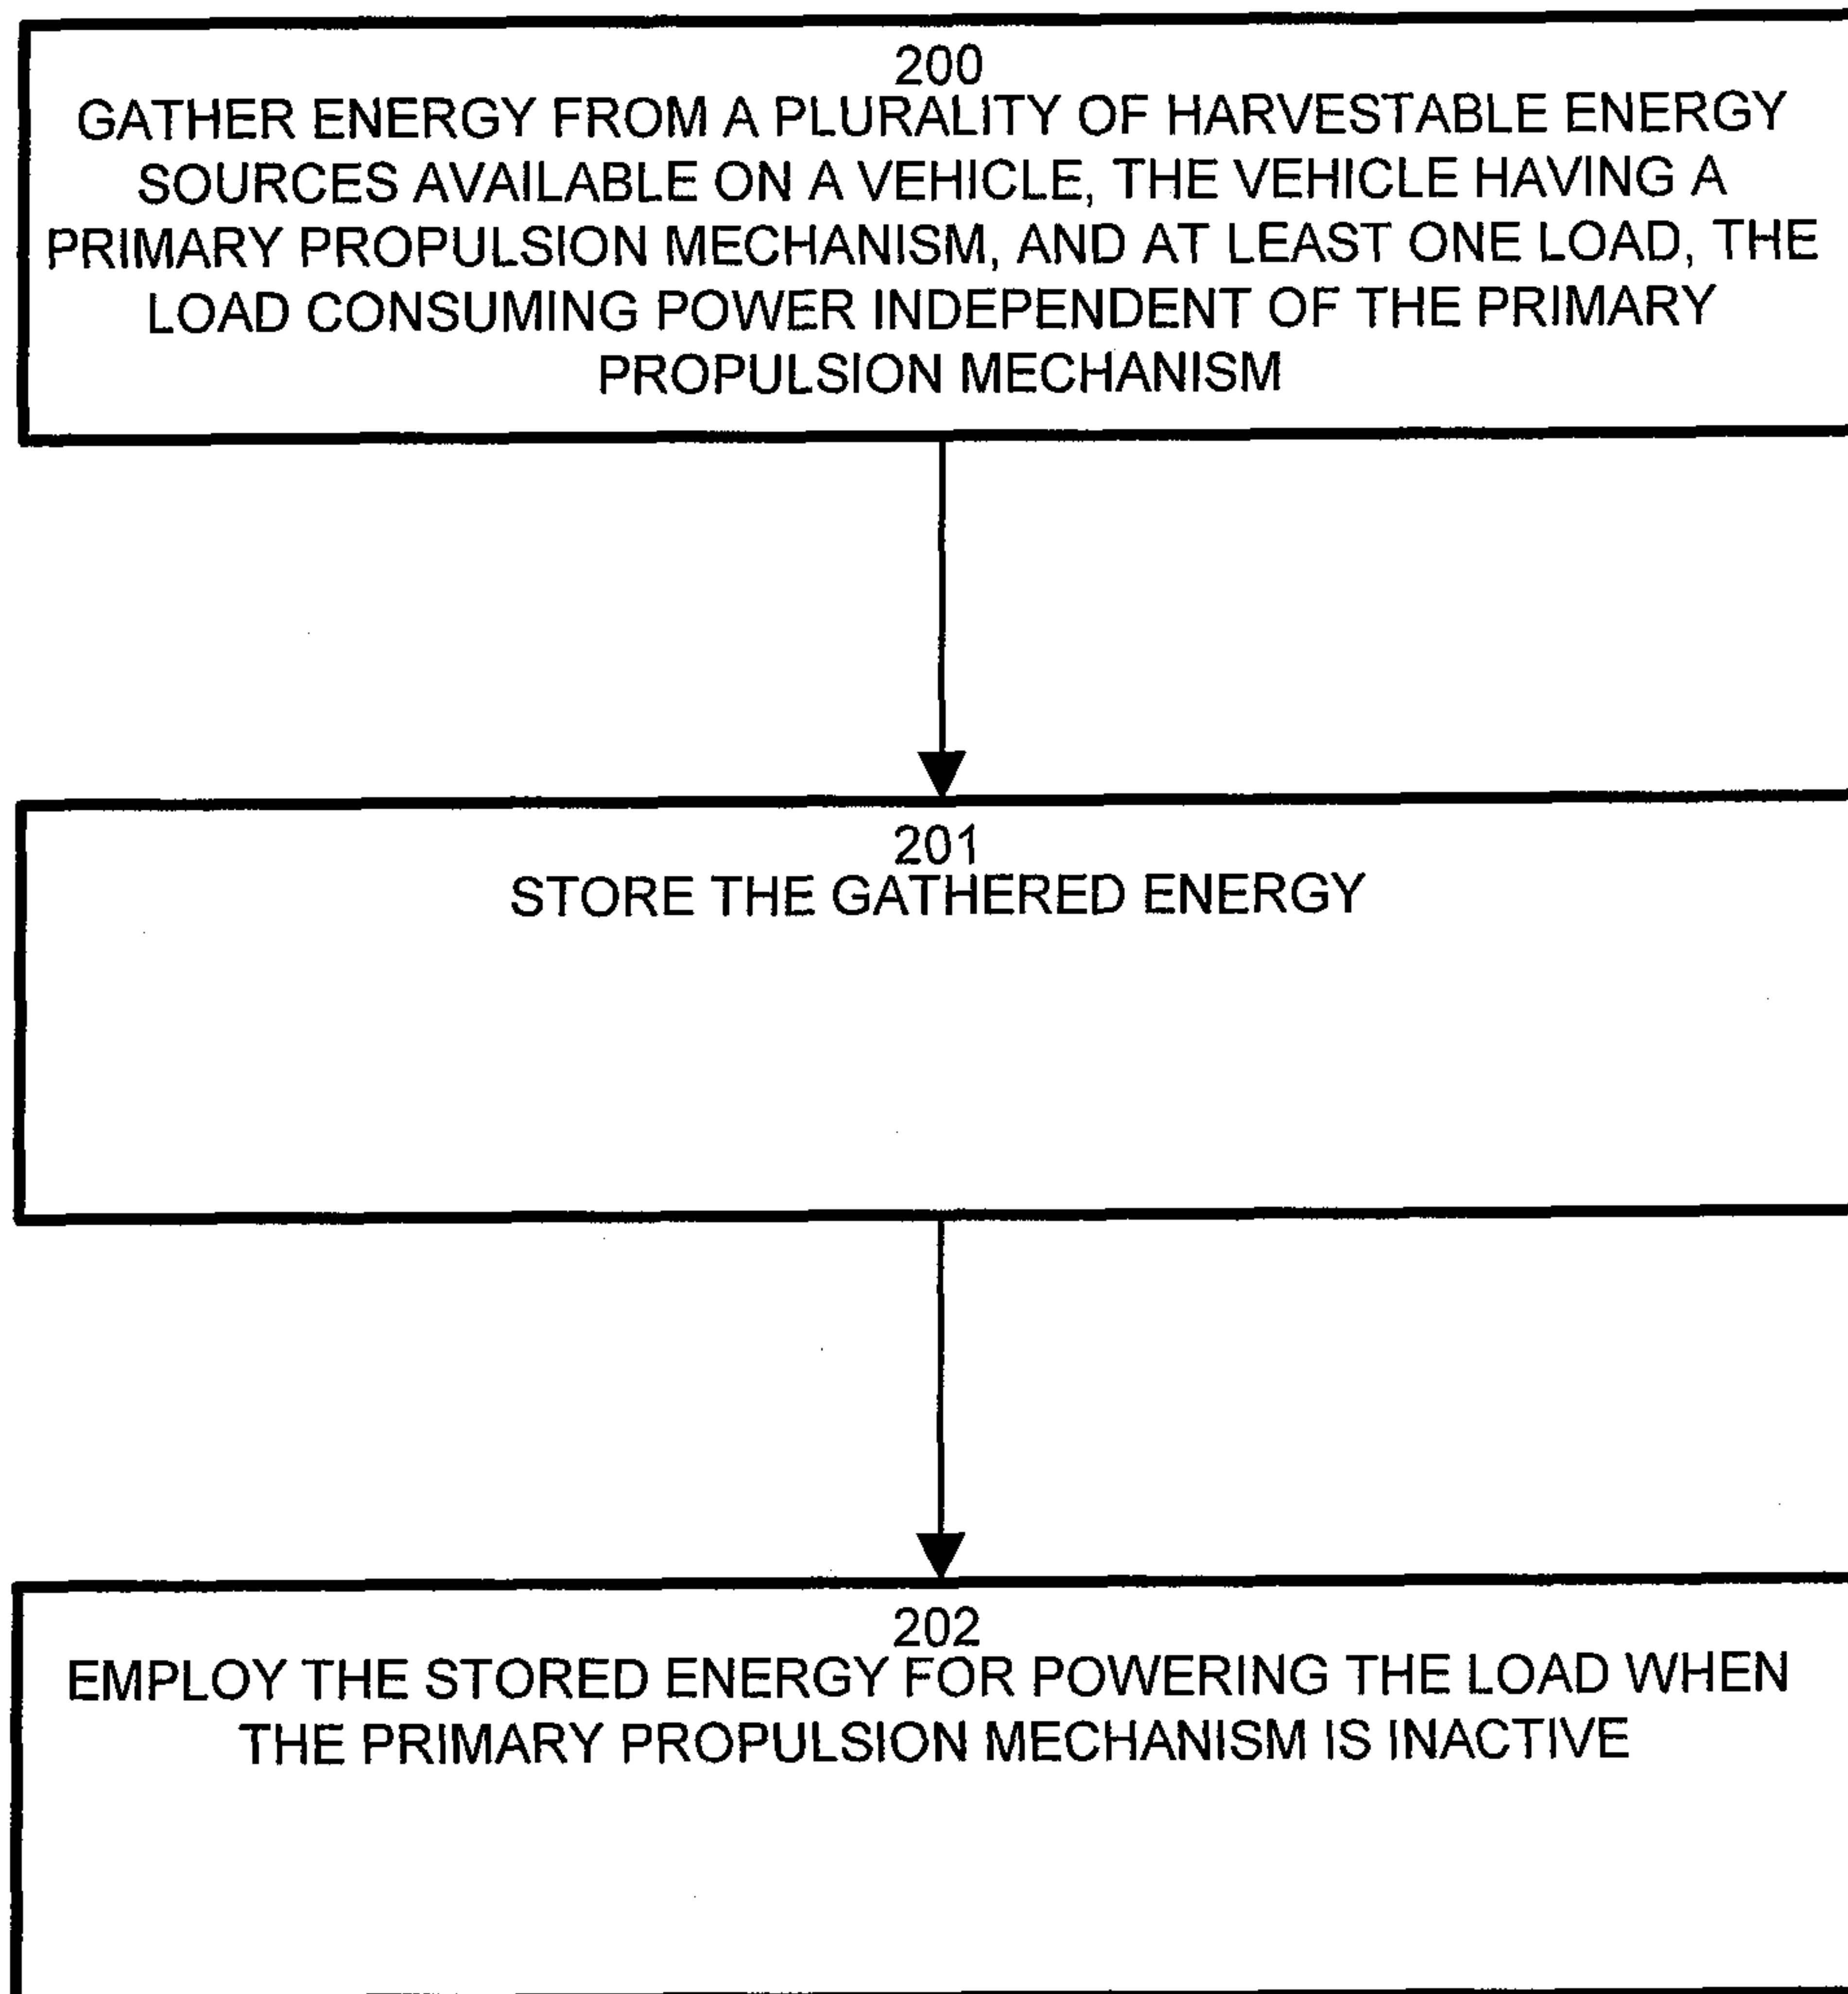 200
GATHER ENERGY FROM A PLURALITY OF HARVESTABLE ENERGY
SOURCES AVAILABLE ON A VEHICLE, THE VEHICLE HAVING A
PRIMARY PROPULSION MECHANISM, AND AT LEAST ONE LOAD, THE
LOAD CONSUMING POWER INDEPENDENT OF THE PRIMARY
PROPULSION MECHANISM
201
STORE THE GATHERED ENERGY
202
EMPLOY THE STORED ENERGY FOR POWERING THE LOAD WHEN
THE PRIMARY PROPULSION MECHANISM IS INACTIVE